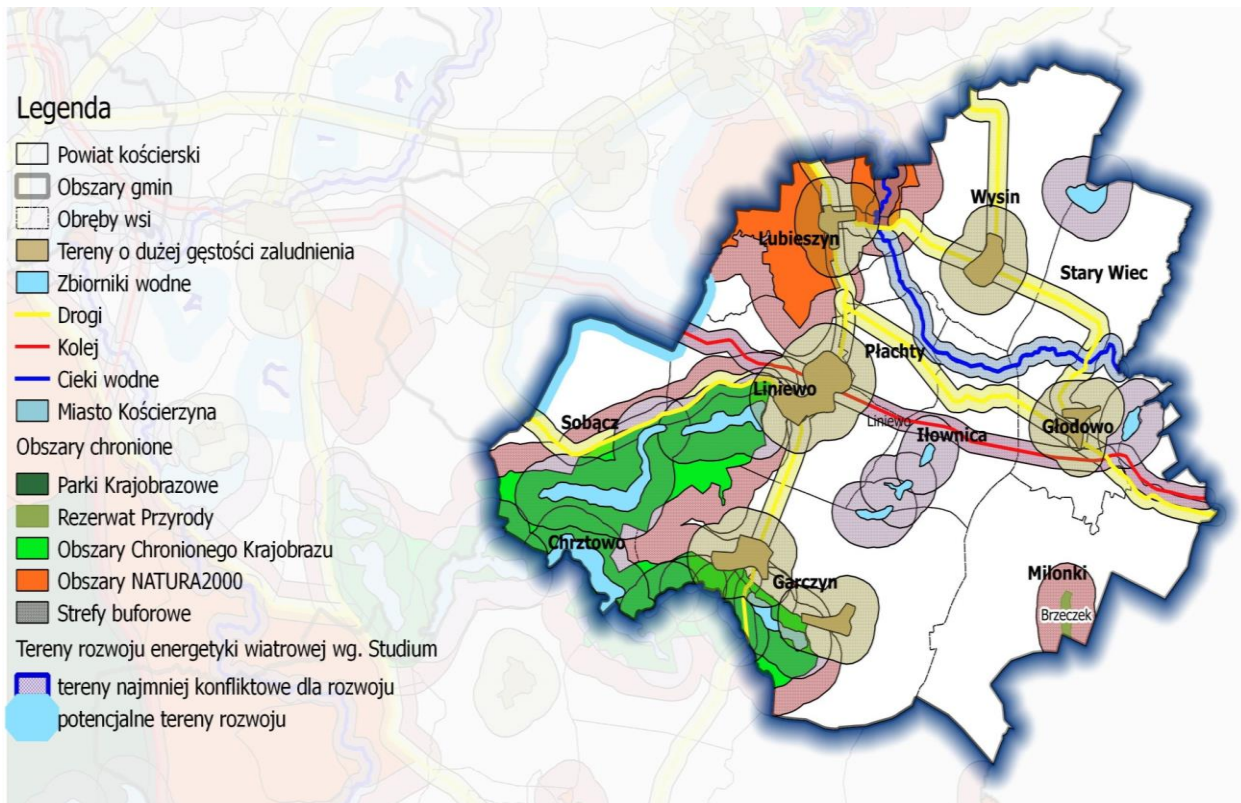 Legenda
Powiat kościerski
Obszary gmin
Obręby wsi
Tereny o dużej gęstości zaludnienia
Zbiorniki wodne
Drogi
Kolej
Cieki wodne
Miasto Kościerzyna
Obszary chronione
Parki Krajobrazowe
Rezerwat Przyrody
Obszary Chronionego Krajobrazu
Obszary NATURA2000
Strefy buforowe
Tereny rozwoju energetyki wiatrowej wg. Studium
tereny najmniej konfliktowe dla rozwoju
potencjalne tereny rozwoju
Wysin
Lubieszyn
Stary Wiec
Płachty
Liniewo
Sobącz
Liniewo
Iłownica
Głodowo
Chrztowo
Garczyn
Milonki
Brzeczek